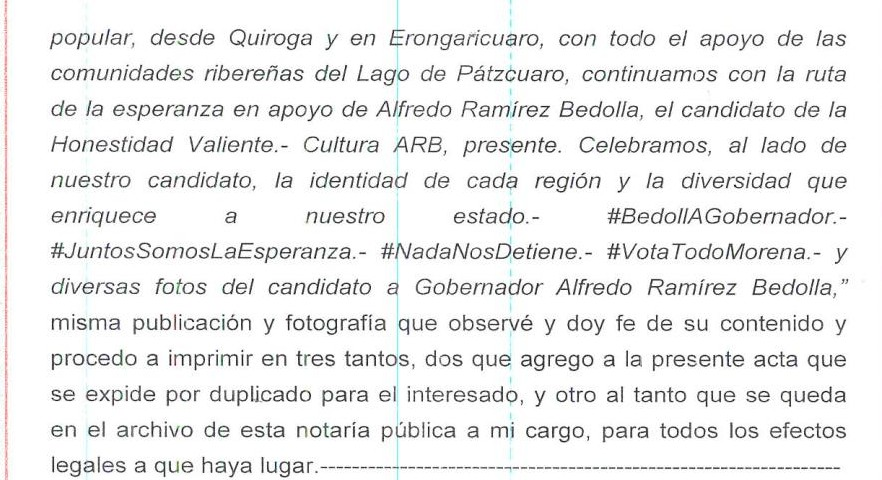 popular, desde Quiroga y en Erongaricuaro, con todo el apoyo de las
comunidades ribereñas del Lago de Pátzcuaro, continuamos con la ruta
de la esperanza en apoyo de Alfredo Ramírez Bedolla, el candidato de la
Honestidad Valiente.- Cultura ARB, presente. Celebramos, al lado de
nuestro candidato, la identidad de cada región y la diversidad que
enriquece a nuestro estado.- #BedollAGobernador.-
#JuntosSomosLaEsperanza.- #NadaNosDetiene.- #VotaTodoMorena.- y
diversas fotos del candidato a Gobernador Alfredo Ramírez Bedolla,”
misma publicación y fotografía que observé y doy fe de su contenido y
procedo a imprimir en tres tantos, dos que agrego a la presente acta que
se expide por duplicado para el interesado, y otro al tanto que se queda
en el archivo de esta notaría pública a mi cargo, para todos los efectos
legales a que haya lugar.------------------------------------------------------------------